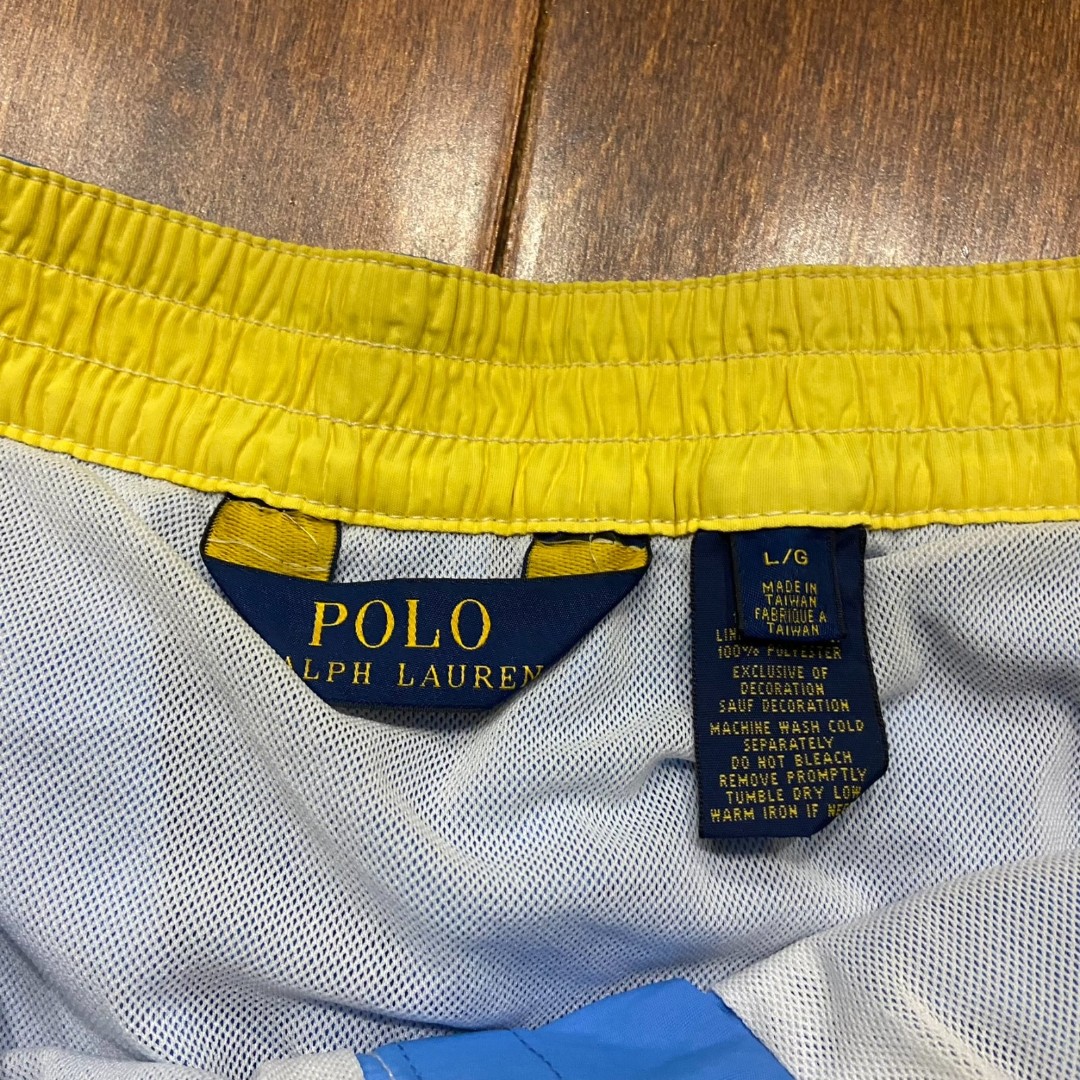 POLO
ALPH LAUREN
L/G
MADE IN
TAIWAN
FABRIQUE A
TAIWAN
100% POLYESTER
EXCLUSIVE OF
DECORATION
SAUF DECORATION
MACHINE WASH COLD
SEPARATELY
DO NOT BLEACH
REMOVE PROMPTLY
TUMBLE DRY LOW
WARM IRON IF